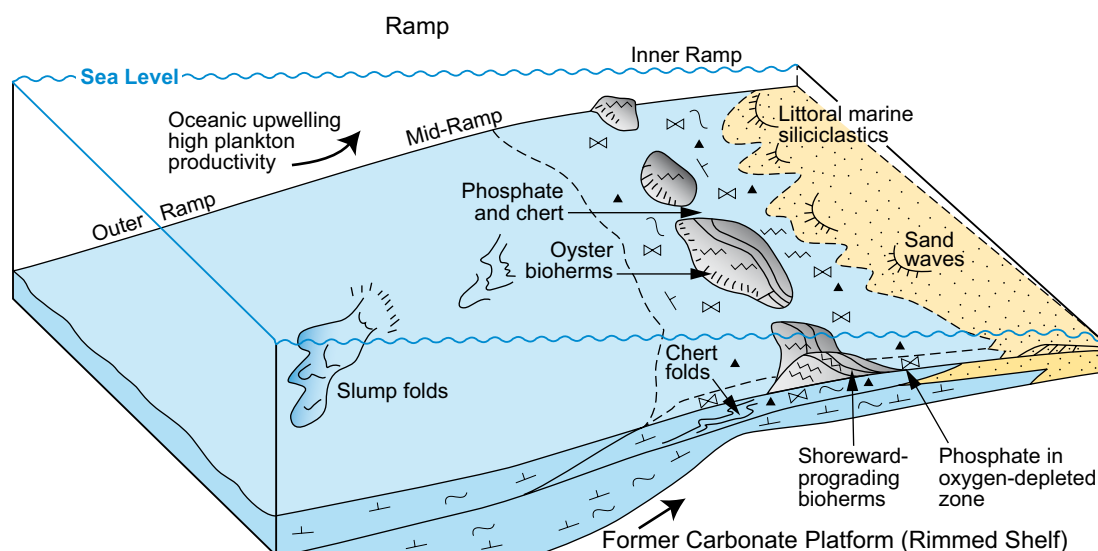 Ramp
Inner Ramp
Sea Level
Oceanic upwelling
high plankton
productivity
Mid-Ramp
Littoral marine
siliciclastics
Outer Ramp
Phosphate
and chert
Oyster
bioherms
Sand
waves
Slump folds
Chert
folds
Shoreward-
prograding
bioherms
Phosphate in
oxygen-depleted
zone
Former Carbonate Platform (Rimmed Shelf)